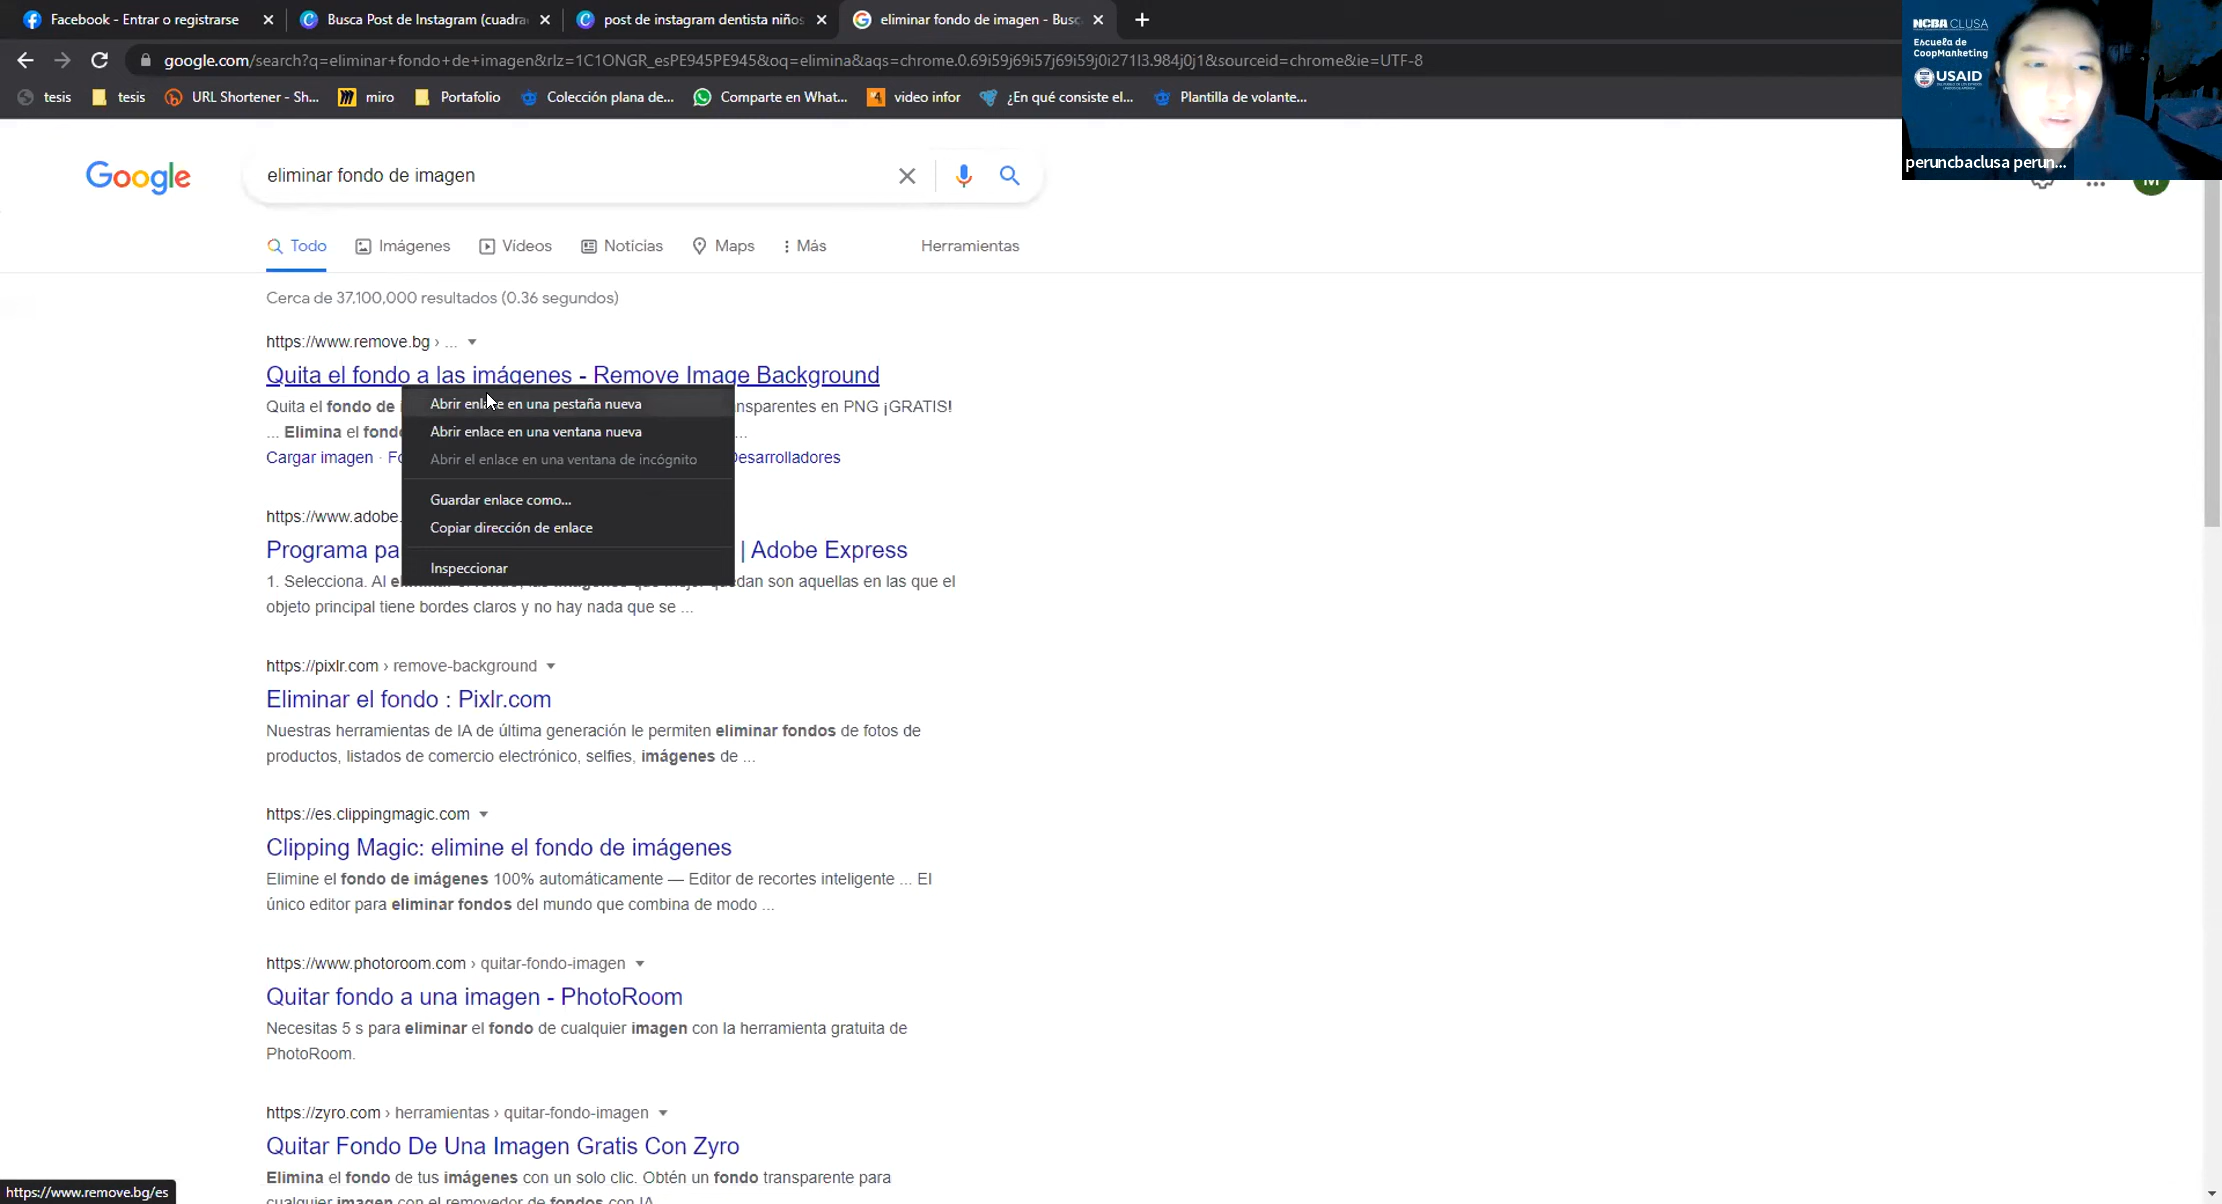 Facebook - Entrar o registrarse
Busca Post de Instagram (cuadra
post de instagram dentista niños
eliminar fondo de imagen - Busc
google.com/search?q=eliminar+fondo+de+imagen&rlz=1C1ONGR_esPE945PE945&oq=elimina&aqs=chrome.0.69i59j69i57j69i59j0i271l3.984j0j1&sourceid=chrome&ie=UTF-8
tesis
tesis
URL Shortener - Sh...
miro
Portafolio
Colección plana de...
Comparte en What...
video infor
¿En qué consiste el...
Plantilla de volante...
NCBA CLUSA
Escuela de
CoopMarketing
USAID
peruncbaclusa perun...
M
Google
eliminar fondo de imagen
Todo
Imágenes
Videos
Noticias
Maps
Más
Herramientas
Cerca de 37,100,000 resultados (0.36 segundos)
https://www.remove.bg › ...
Quita el fondo a las imágenes - Remove Image Background
Quita el fondo de
nsparentes en PNG ¡GRATIS!
... Elimina el fond
...
Cargar imagen · Fo
Desarrolladores
Abrir enlace en una pestaña nueva
Abrir enlace en una ventana nueva
Abrir el enlace en una ventana de incógnito
Guardar enlace como...
Copiar dirección de enlace
Inspeccionar
https://www.adobe.
Programa pa
| Adobe Express
1. Selecciona. Al
dan son aquellas en las que el
objeto principal tiene bordes claros y no hay nada que se ...
https://pixlr.com › remove-background
Eliminar el fondo : Pixlr.com
Nuestras herramientas de IA de última generación le permiten eliminar fondos de fotos de
productos, listados de comercio electrónico, selfies, imágenes de ...
https://es.clippingmagic.com
Clipping Magic: elimine el fondo de imágenes
Elimine el fondo de imágenes 100% automáticamente — Editor de recortes inteligente ... El
único editor para eliminar fondos del mundo que combina de modo ...
https://www.photoroom.com › quitar-fondo-imagen
Quitar fondo a una imagen - PhotoRoom
Necesitas 5 s para eliminar el fondo de cualquier imagen con la herramienta gratuita de
PhotoRoom.
https://zyro.com › herramientas › quitar-fondo-imagen
Quitar Fondo De Una Imagen Gratis Con Zyro
Elimina el fondo de tus imágenes con un solo clic. Obtén un fondo transparente para
cualquier imagen con el removedor de fondos con IA
https://www.remove.bg/es